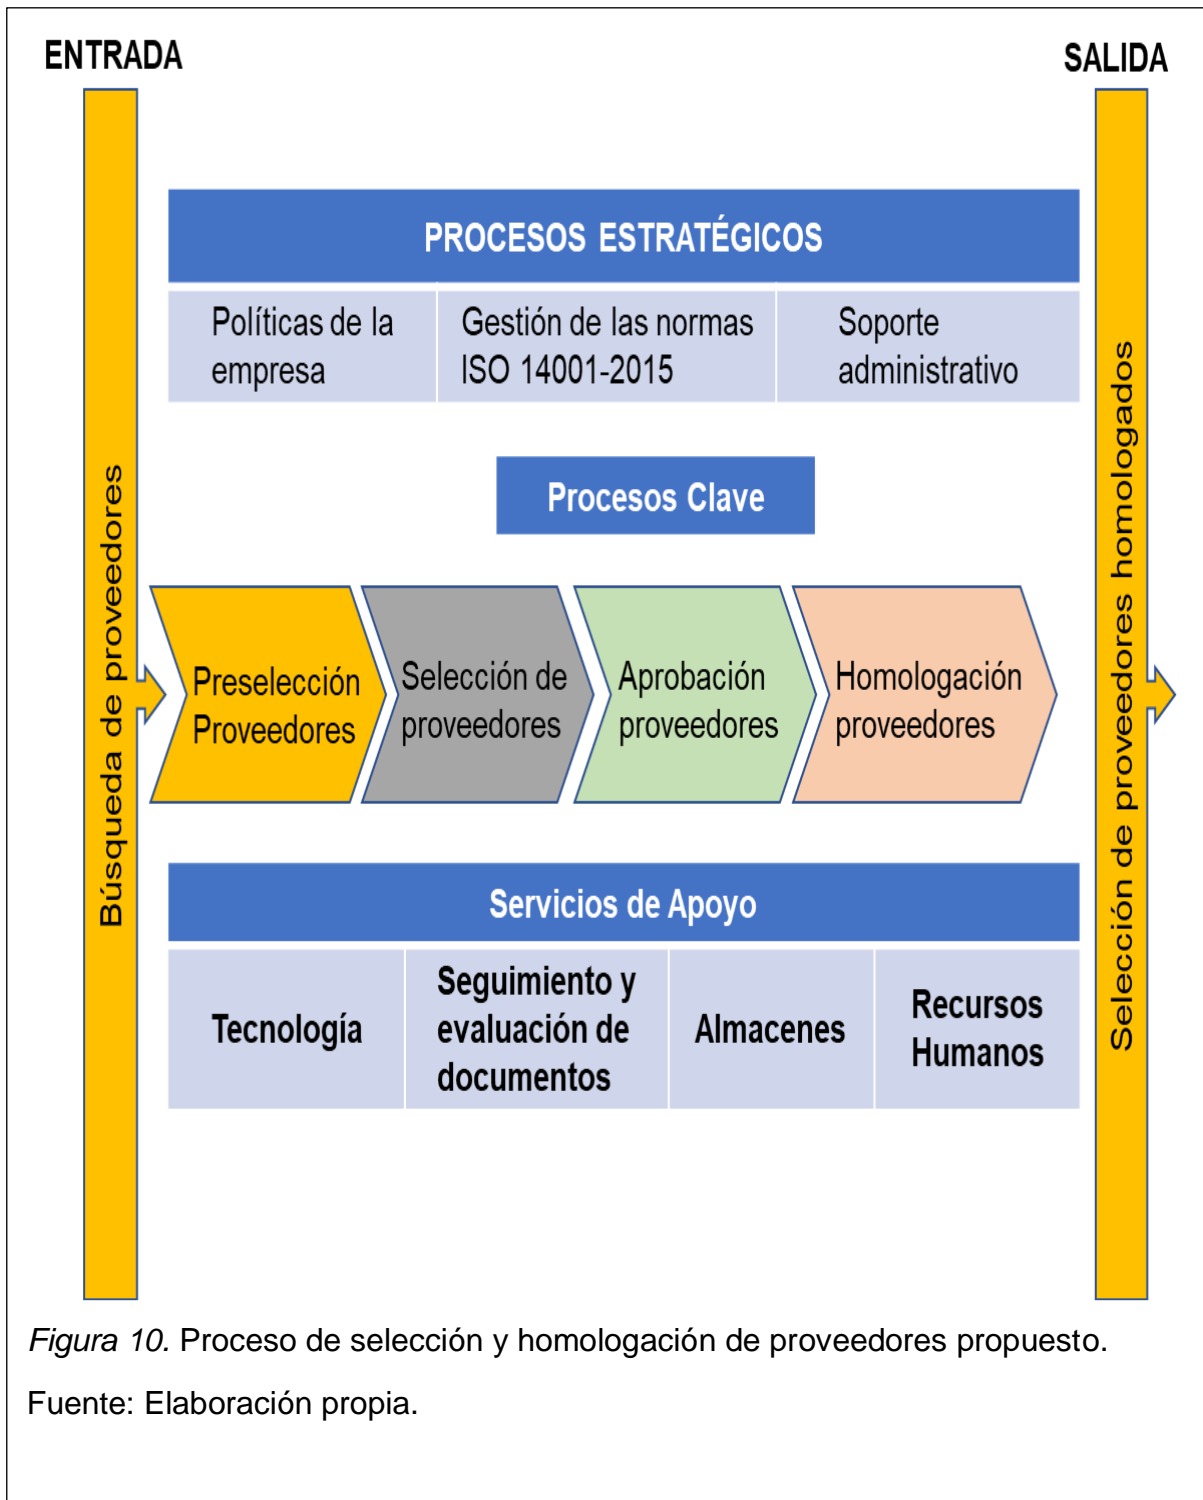 ENTRADA
SALIDA
Búsqueda de proveedores
PROCESOS ESTRATÉGICOS
Políticas de la
empresa
Gestión de las normas
ISO 14001-2015
Soporte
administrativo
Procesos Clave
Preselección
Proveedores
Selección de
proveedores
Aprobación
proveedores
Homologación
proveedores
Servicios de Apoyo
Tecnología
Seguimiento y
evaluación de
documentos
Almacenes
Recursos
Humanos
Selección de proveedores homologados
Figura 10. Proceso de selección y homologación de proveedores propuesto.
Fuente: Elaboración propia.